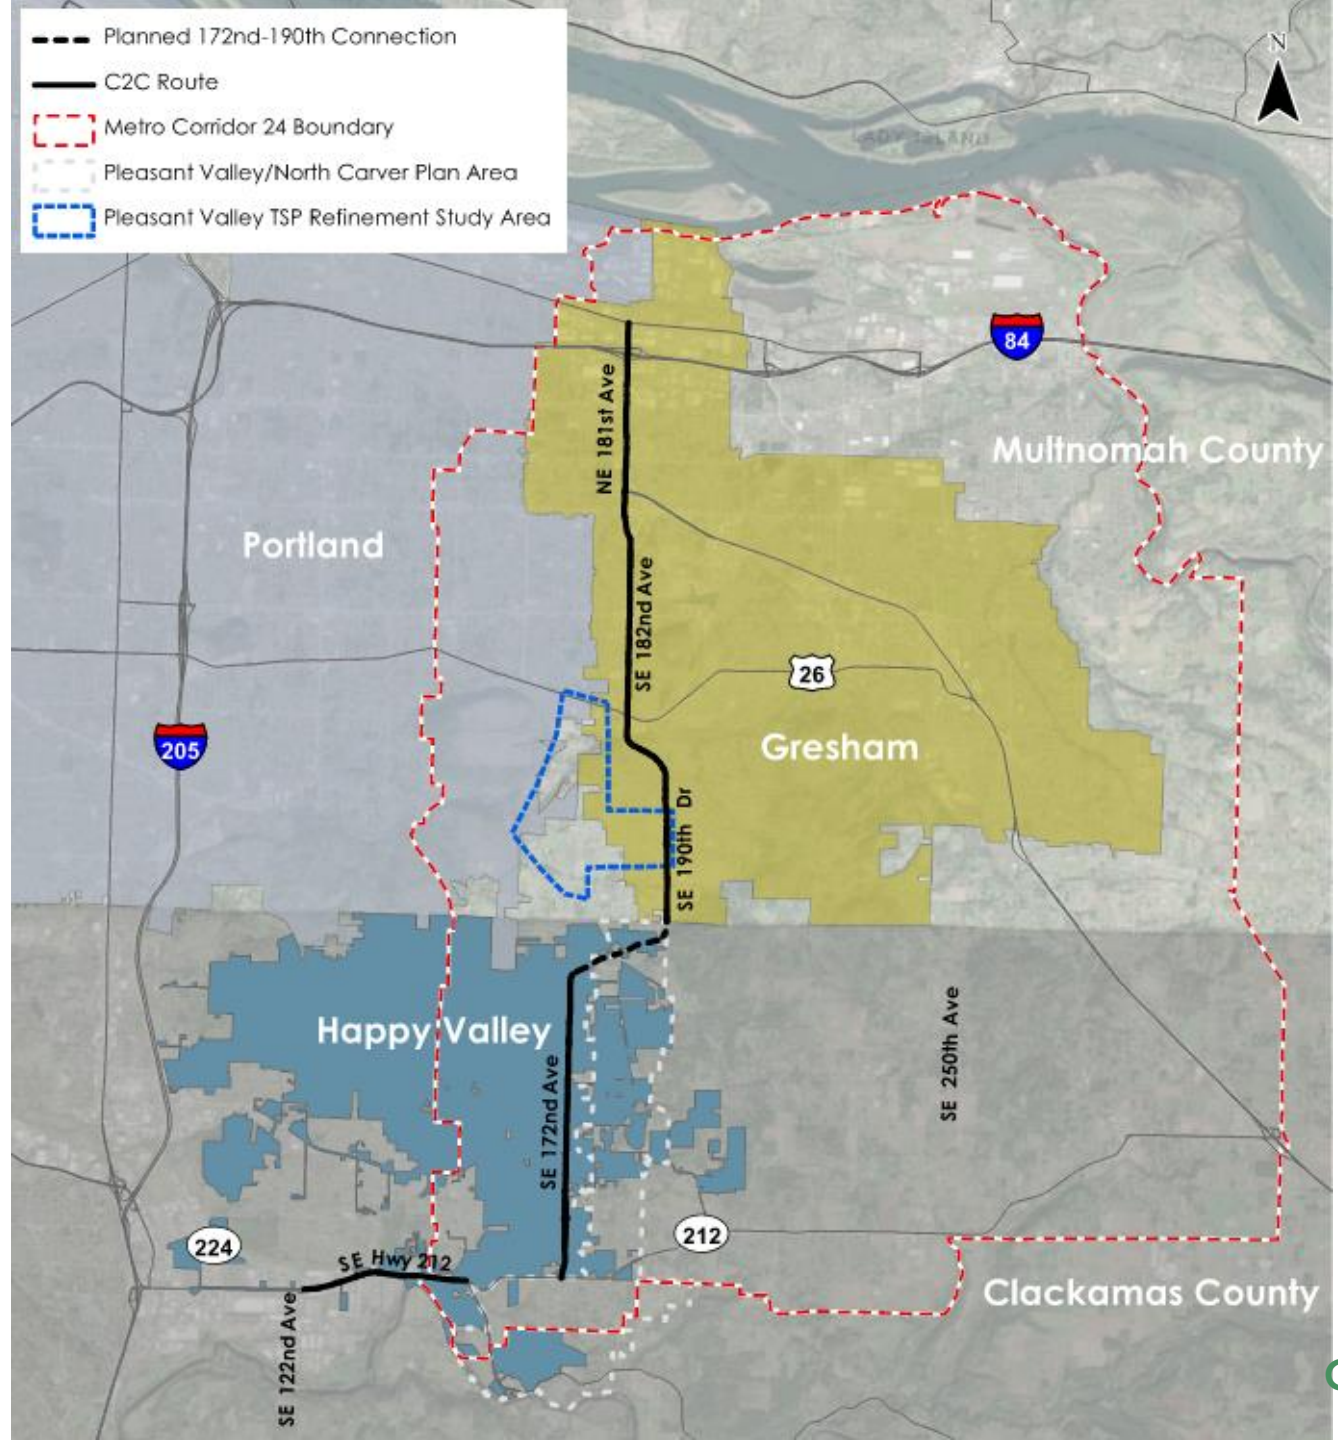 Planned 172nd-190th Connection
C2C Route
Metro Corridor 24 Boundary
Pleasant Valley/North Carver Plan Area
Pleasant Valley TSP Refinement Study Area
N
LADY ISLAND
84
NE 181st Ave
Multnomah County
Portland
SE 182nd Ave
26
205
Gresham
SE 190th Dr
Happy Valley
SE 250th Ave
SE 172nd Ave
224
212
SE Hwy 212
Clackamas County
SE 122nd Ave